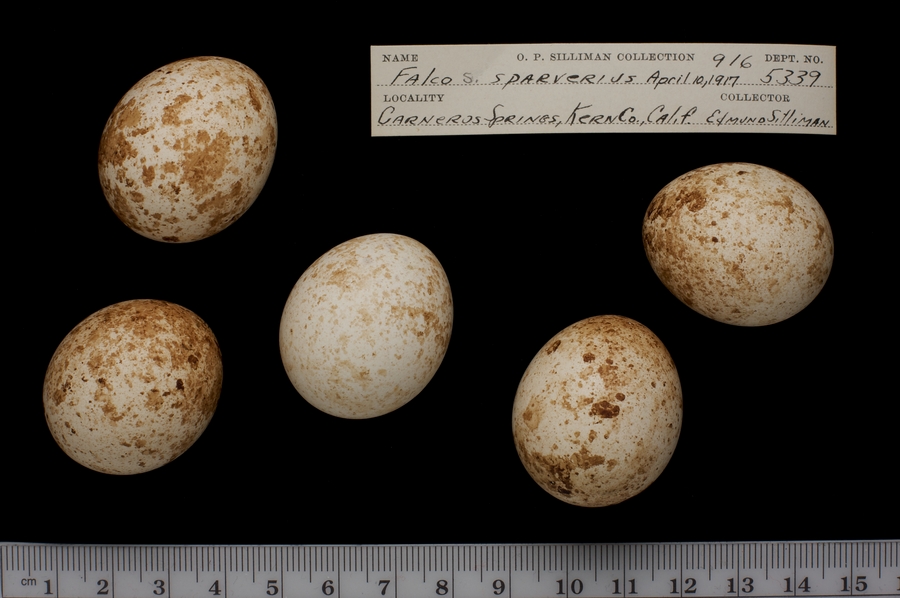 NAME O. P. SILLIMAN COLLECTION 916 DEPT. NO.
Falco S. sparverius April 10, 1917 5339
LOCALITY COLLECTOR
Carneros Springs, Kern Co., Calif. Edmund Silliman
cm 1 2 3 4 5 6 7 8 9 10 11 12 13 14 15